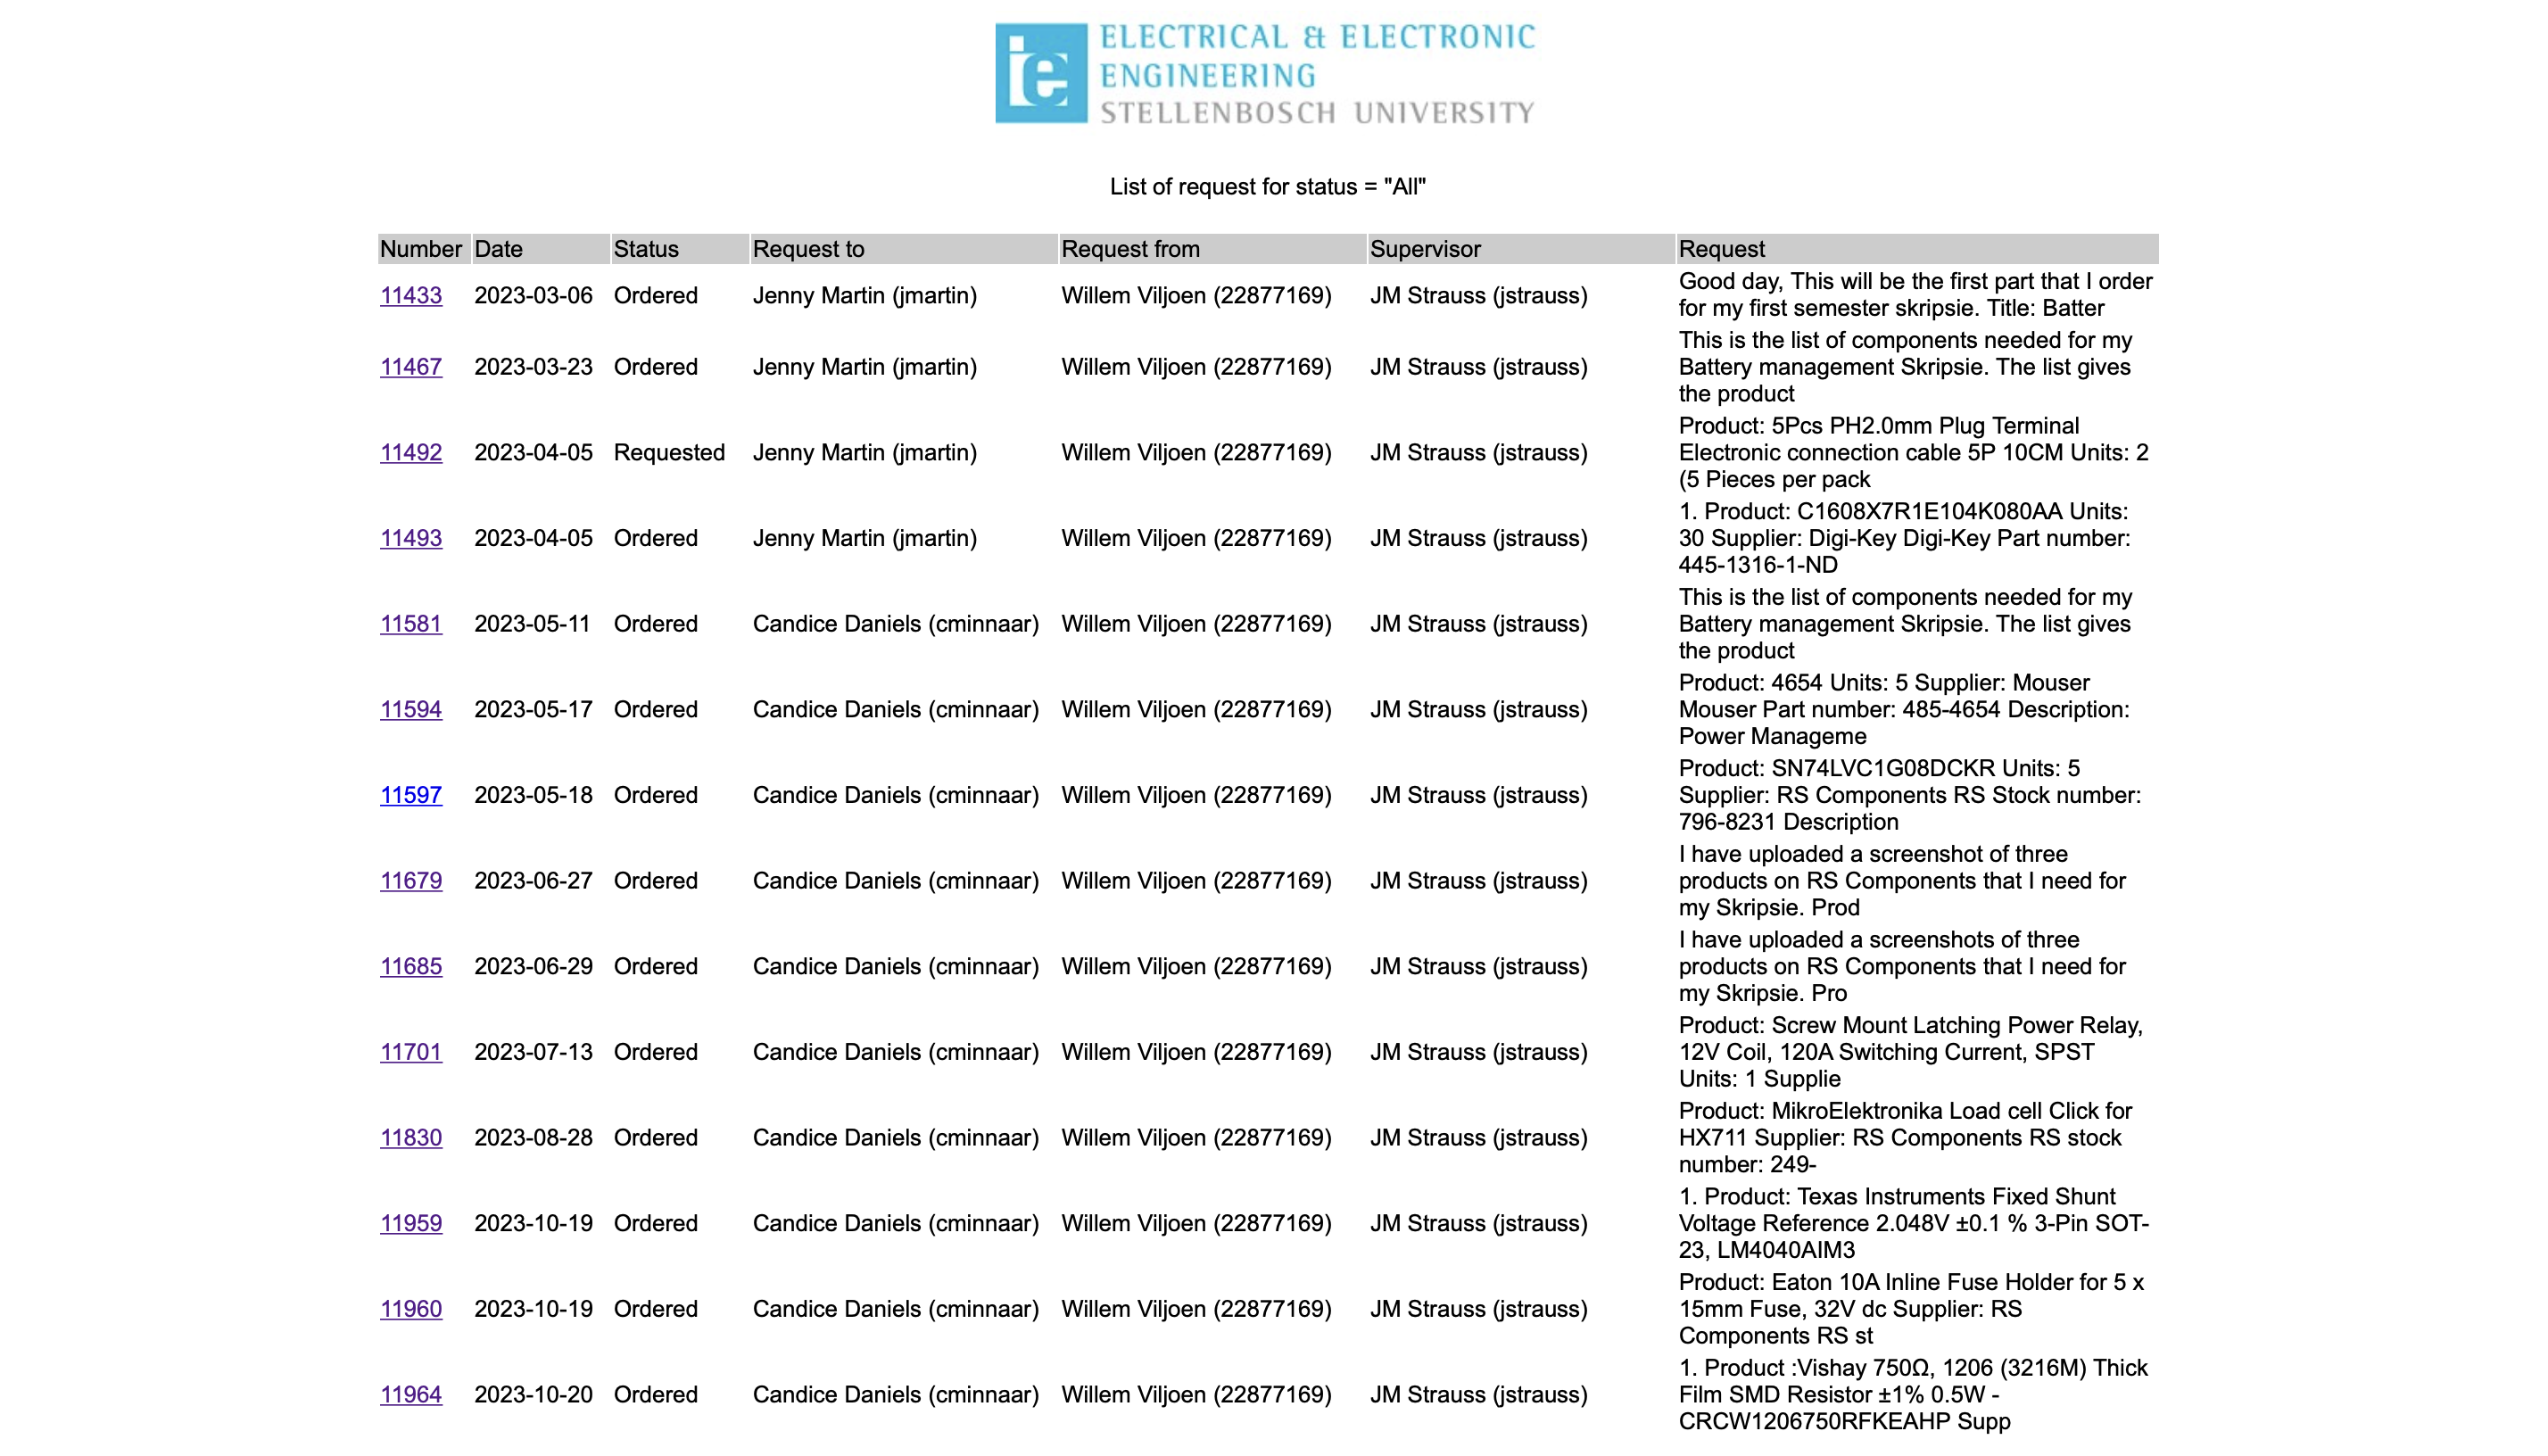 ie ELECTRICAL & ELECTRONIC
ENGINEERING
STELLENBOSCH UNIVERSITY
List of request for status = "All"
Number Date Status Request to Request from Supervisor Request
11433 2023-03-06 Ordered Jenny Martin (jmartin) Willem Viljoen (22877169) JM Strauss (jstrauss) Good day, This will be the first part that I order
for my first semester skripsie. Title: Batter
11467 2023-03-23 Ordered Jenny Martin (jmartin) Willem Viljoen (22877169) JM Strauss (jstrauss) This is the list of components needed for my
Battery management Skripsie. The list gives
the product
11492 2023-04-05 Requested Jenny Martin (jmartin) Willem Viljoen (22877169) JM Strauss (jstrauss) Product: 5Pcs PH2.0mm Plug Terminal
Electronic connection cable 5P 10CM Units: 2
(5 Pieces per pack
11493 2023-04-05 Ordered Jenny Martin (jmartin) Willem Viljoen (22877169) JM Strauss (jstrauss) 1. Product: C1608X7R1E104K080AA Units:
30 Supplier: Digi-Key Digi-Key Part number:
445-1316-1-ND
11581 2023-05-11 Ordered Candice Daniels (cminnaar) Willem Viljoen (22877169) JM Strauss (jstrauss) This is the list of components needed for my
Battery management Skripsie. The list gives
the product
11594 2023-05-17 Ordered Candice Daniels (cminnaar) Willem Viljoen (22877169) JM Strauss (jstrauss) Product: 4654 Units: 5 Supplier: Mouser
Mouser Part number: 485-4654 Description:
Power Manageme
11597 2023-05-18 Ordered Candice Daniels (cminnaar) Willem Viljoen (22877169) JM Strauss (jstrauss) Product: SN74LVC1G08DCKR Units: 5
Supplier: RS Components RS Stock number:
796-8231 Description
11679 2023-06-27 Ordered Candice Daniels (cminnaar) Willem Viljoen (22877169) JM Strauss (jstrauss) I have uploaded a screenshot of three
products on RS Components that I need for
my Skripsie. Prod
11685 2023-06-29 Ordered Candice Daniels (cminnaar) Willem Viljoen (22877169) JM Strauss (jstrauss) I have uploaded a screenshots of three
products on RS Components that I need for
my Skripsie. Pro
11701 2023-07-13 Ordered Candice Daniels (cminnaar) Willem Viljoen (22877169) JM Strauss (jstrauss) Product: Screw Mount Latching Power Relay,
12V Coil, 120A Switching Current, SPST
Units: 1 Supplie
11830 2023-08-28 Ordered Candice Daniels (cminnaar) Willem Viljoen (22877169) JM Strauss (jstrauss) Product: MikroElektronika Load cell Click for
HX711 Supplier: RS Components RS stock
number: 249-
11959 2023-10-19 Ordered Candice Daniels (cminnaar) Willem Viljoen (22877169) JM Strauss (jstrauss) 1. Product: Texas Instruments Fixed Shunt
Voltage Reference 2.048V ±0.1 % 3-Pin SOT-
23, LM4040AIM3
11960 2023-10-19 Ordered Candice Daniels (cminnaar) Willem Viljoen (22877169) JM Strauss (jstrauss) Product: Eaton 10A Inline Fuse Holder for 5 x
15mm Fuse, 32V dc Supplier: RS
Components RS st
11964 2023-10-20 Ordered Candice Daniels (cminnaar) Willem Viljoen (22877169) JM Strauss (jstrauss) 1. Product :Vishay 750Ω, 1206 (3216M) Thick
Film SMD Resistor ±1% 0.5W -
CRCW1206750RFKEAHP Supp